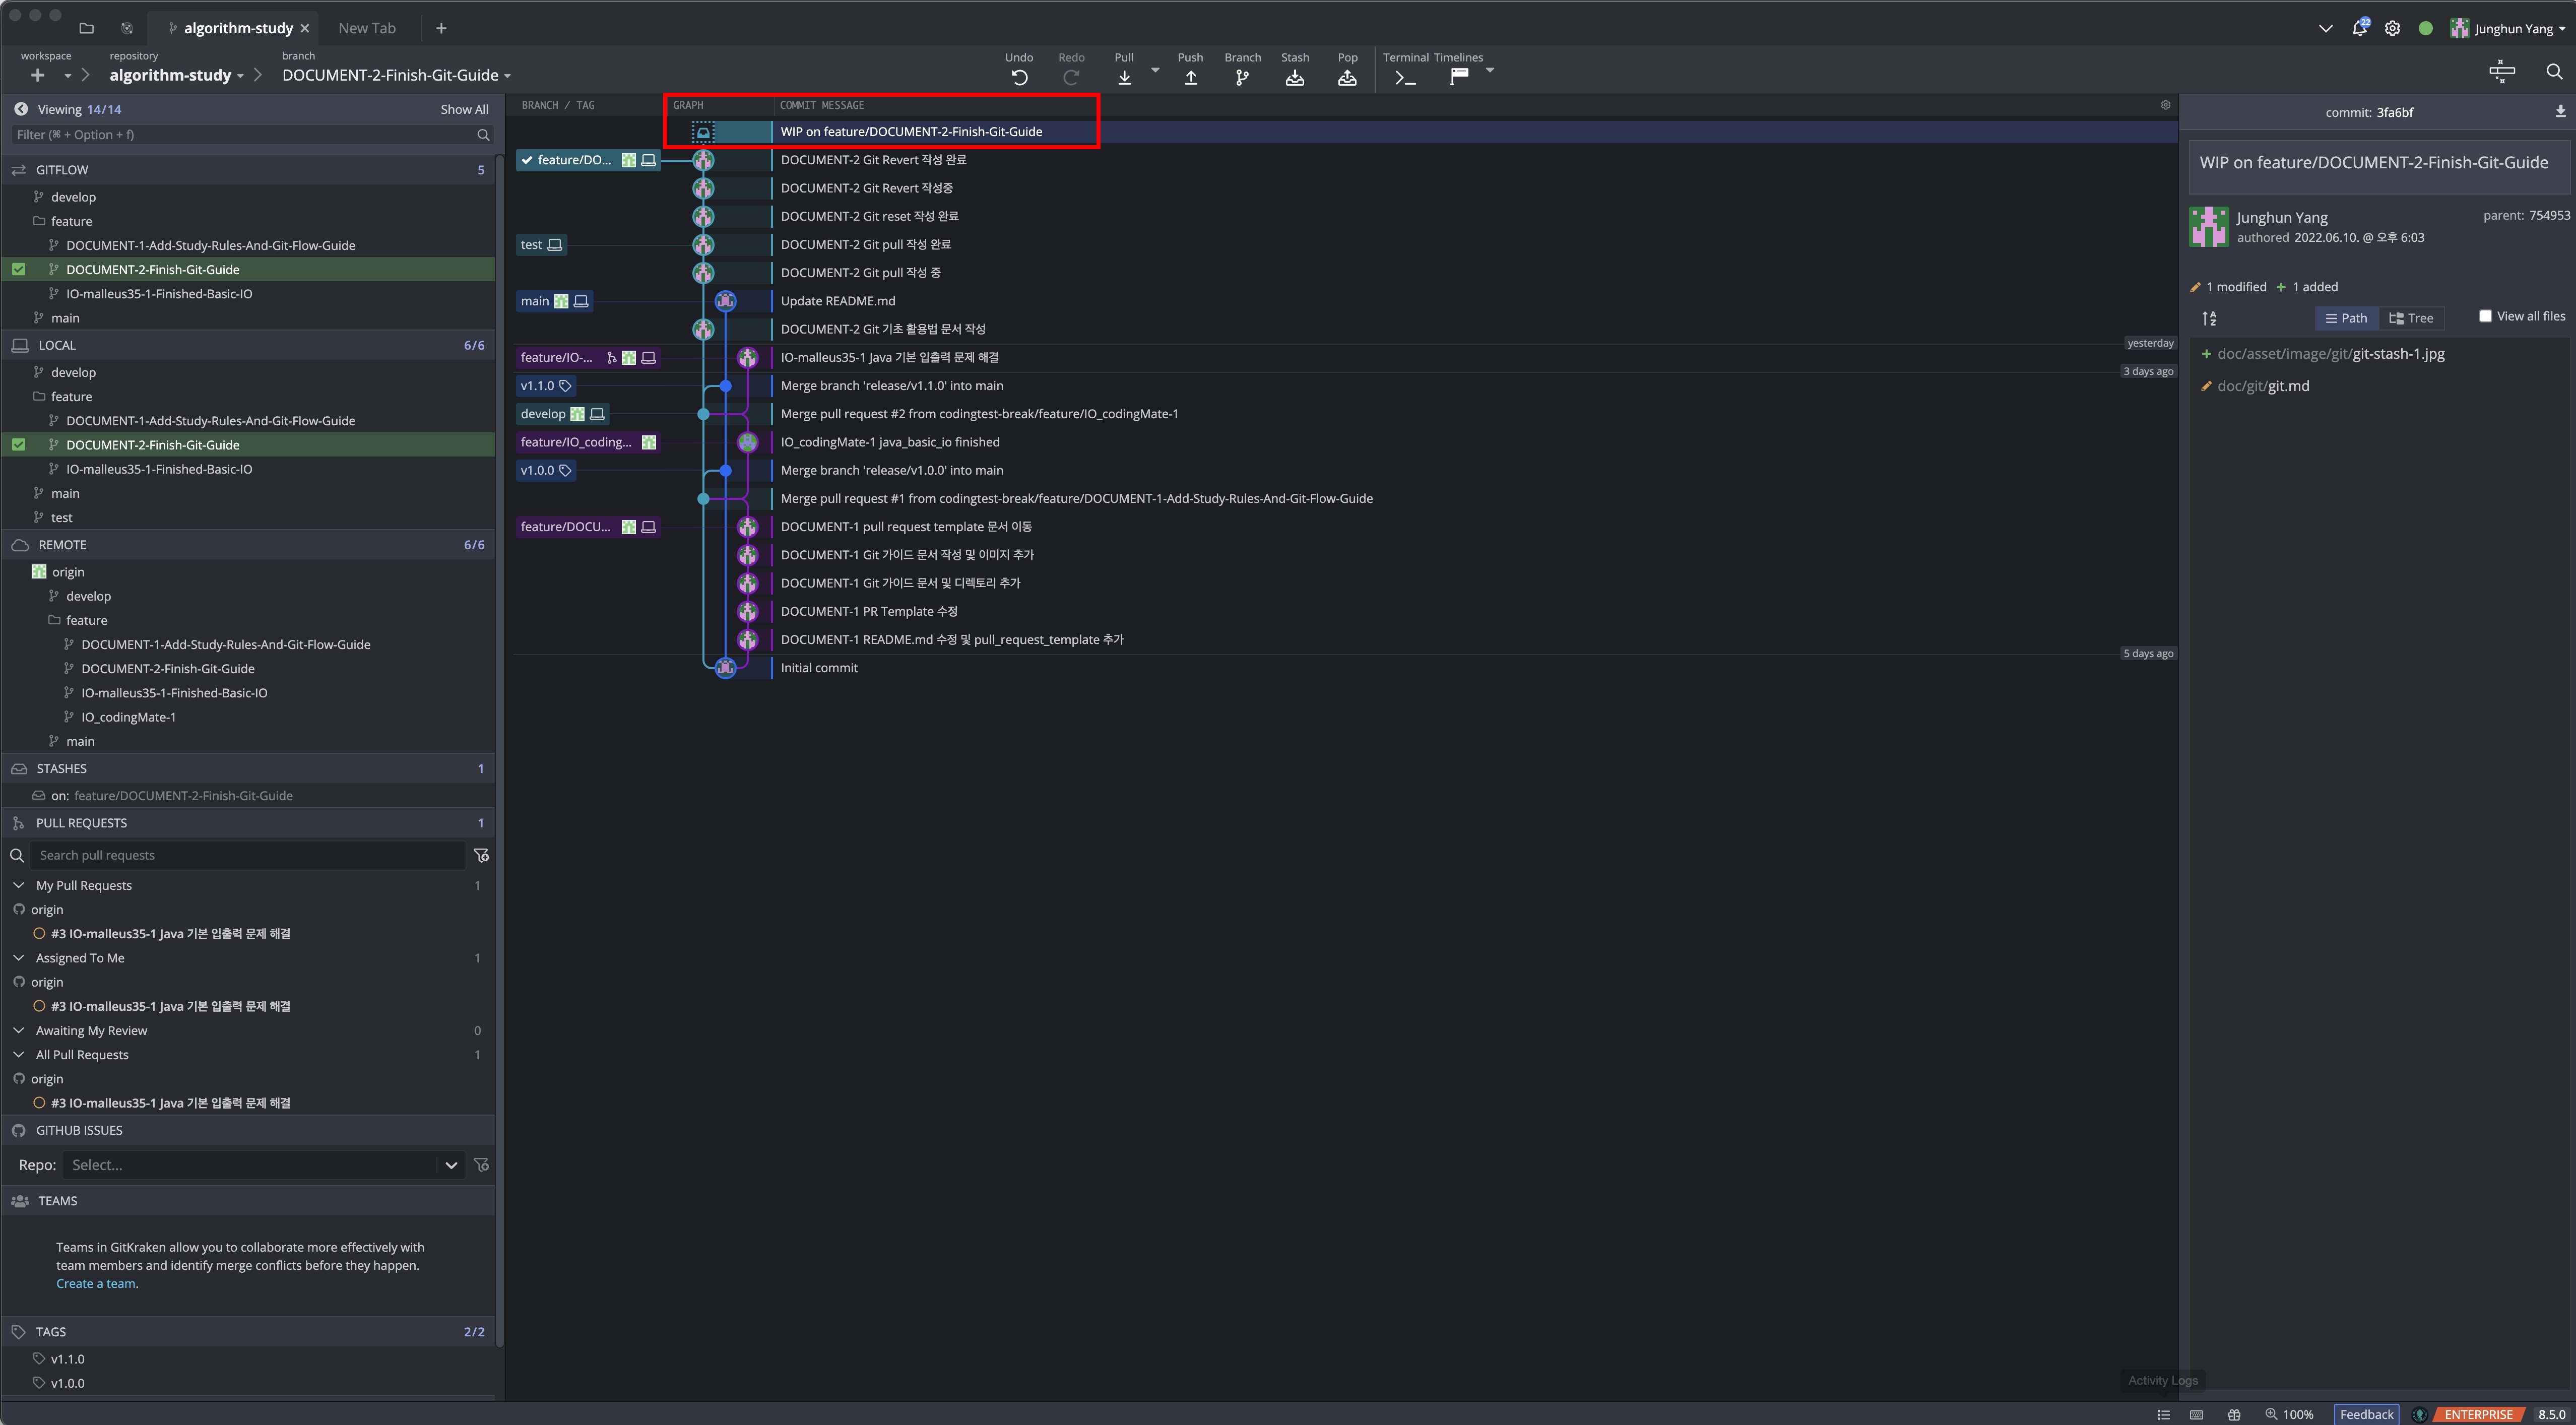 algorithm-study
New Tab
22
Junghun Yang
workspace
repository
algorithm-study
branch
DOCUMENT-2-Finish-Git-Guide
Undo
Redo
Pull
Push
Branch
Stash
Pop
Terminal
Timelines
Viewing 14/14
Show All
Filter (⌘ + Option + f)
GITFLOW 5
develop
feature
DOCUMENT-1-Add-Study-Rules-And-Git-Flow-Guide
DOCUMENT-2-Finish-Git-Guide
IO-malleus35-1-Finished-Basic-IO
main
LOCAL 6/6
develop
feature
DOCUMENT-1-Add-Study-Rules-And-Git-Flow-Guide
DOCUMENT-2-Finish-Git-Guide
IO-malleus35-1-Finished-Basic-IO
main
test
REMOTE 6/6
origin
develop
feature
DOCUMENT-1-Add-Study-Rules-And-Git-Flow-Guide
DOCUMENT-2-Finish-Git-Guide
IO-malleus35-1-Finished-Basic-IO
IO_codingMate-1
main
STASHES 1
on: feature/DOCUMENT-2-Finish-Git-Guide
PULL REQUESTS 1
Search pull requests
My Pull Requests 1
origin
#3 IO-malleus35-1 Java 기본 입출력 문제 해결
Assigned To Me 1
origin
#3 IO-malleus35-1 Java 기본 입출력 문제 해결
Awaiting My Review 0
All Pull Requests 1
origin
#3 IO-malleus35-1 Java 기본 입출력 문제 해결
GITHUB ISSUES
Repo: Select...
TEAMS
Teams in GitKraken allow you to collaborate more effectively with
team members and identify merge conflicts before they happen.
Create a team.
TAGS 2/2
v1.1.0
v1.0.0
BRANCH / TAG GRAPH COMMIT MESSAGE
WIP on feature/DOCUMENT-2-Finish-Git-Guide
feature/DO... DOCUMENT-2 Git Revert 작성 완료
DOCUMENT-2 Git Revert 작성중
DOCUMENT-2 Git reset 작성 완료
test DOCUMENT-2 Git pull 작성 완료
DOCUMENT-2 Git pull 작성 중
main Update README.md
DOCUMENT-2 Git 기초 활용법 문서 작성
yesterday
feature/IO-... IO-malleus35-1 Java 기본 입출력 문제 해결
3 days ago
v1.1.0 Merge branch 'release/v1.1.0' into main
develop Merge pull request #2 from codingtest-break/feature/IO_codingMate-1
feature/IO_coding... IO_codingMate-1 java_basic_io finished
v1.0.0 Merge branch 'release/v1.0.0' into main
Merge pull request #1 from codingtest-break/feature/DOCUMENT-1-Add-Study-Rules-And-Git-Flow-Guide
feature/DOCU... DOCUMENT-1 pull request template 문서 이동
DOCUMENT-1 Git 가이드 문서 작성 및 이미지 추가
DOCUMENT-1 Git 가이드 문서 및 디렉토리 추가
DOCUMENT-1 PR Template 수정
DOCUMENT-1 README.md 수정 및 pull_request_template 추가
5 days ago
Initial commit
commit: 3fa6bf
WIP on feature/DOCUMENT-2-Finish-Git-Guide
Junghun Yang
parent: 754953
authored 2022.06.10. @ 오후 6:03
1 modified + 1 added
Path
Tree
View all files
+ doc/asset/image/git/git-stash-1.jpg
doc/git/git.md
Activity Logs
100%
Feedback
ENTERPRISE
8.5.0